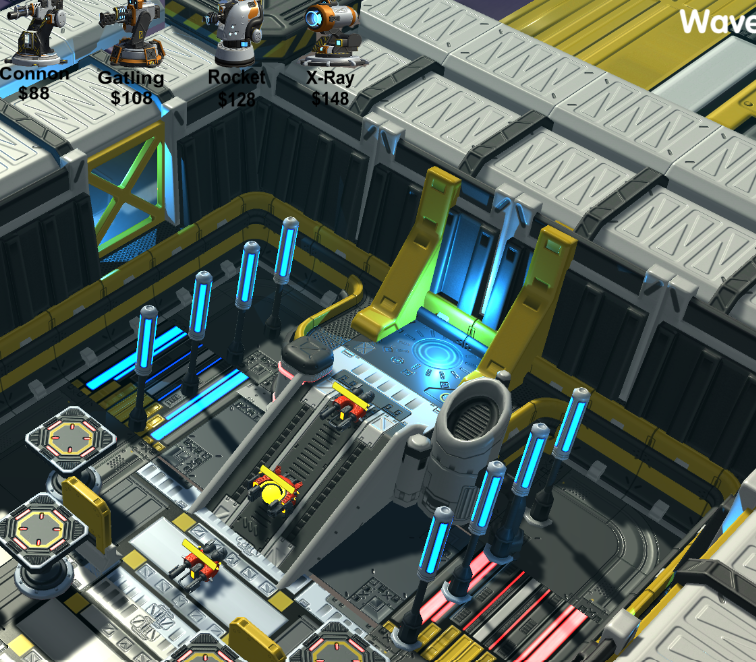 Wave
Connon Gatling Rocket X-Ray
$88 $108 $128 $148